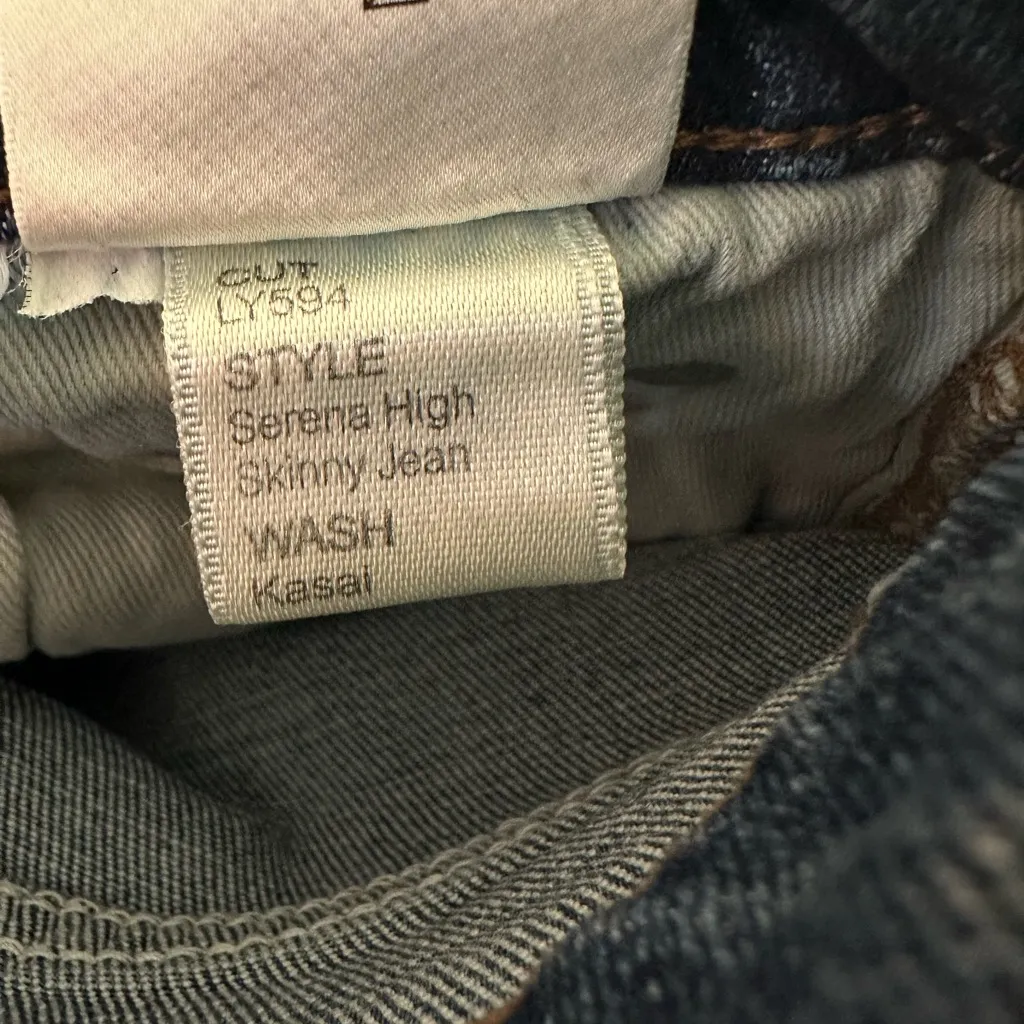 CUT
LY594
STYLE
Serena High
Skinny Jean
WASH
Kasai